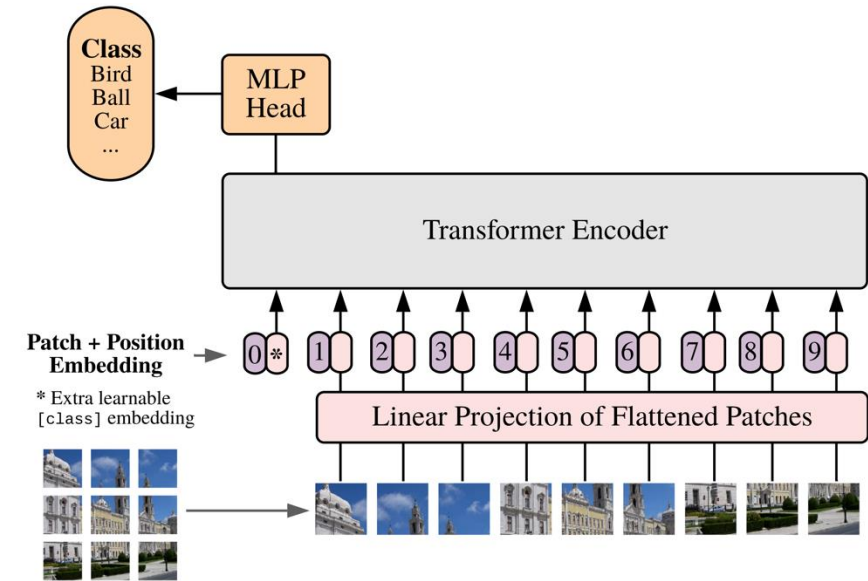 Class
Bird
Ball
Car
...
MLP
Head
Transformer Encoder
Patch + Position
Embedding
* Extra learnable
[class] embedding
0 * 1 2 3 4 5 6 7 8 9
Linear Projection of Flattened Patches